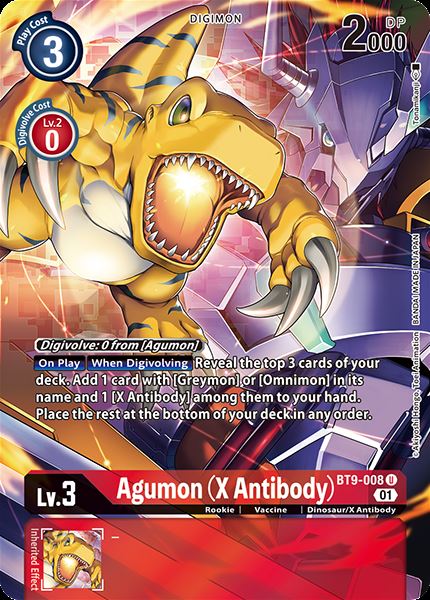 Play Cost
3
DIGIMON
DP
2000
Digivolve Cost
Lv.2
0
Tonamikanji
Digivolve: 0 from [Agumon]
On Play When Digivolving Reveal the top 3 cards of your
deck. Add 1 card with [Greymon] or [Omnimon] in its
name and 1 [X Antibody] among them to your hand.
Place the rest at the bottom of your deck in any order.
© Akiyoshi Hongo, Toei Animation BANDAI MADE IN JAPAN
Lv.3
Agumon (X Antibody)
BT9-008 U
01
Rookie | Vaccine | Dinosaur/X Antibody
Inherited Effect